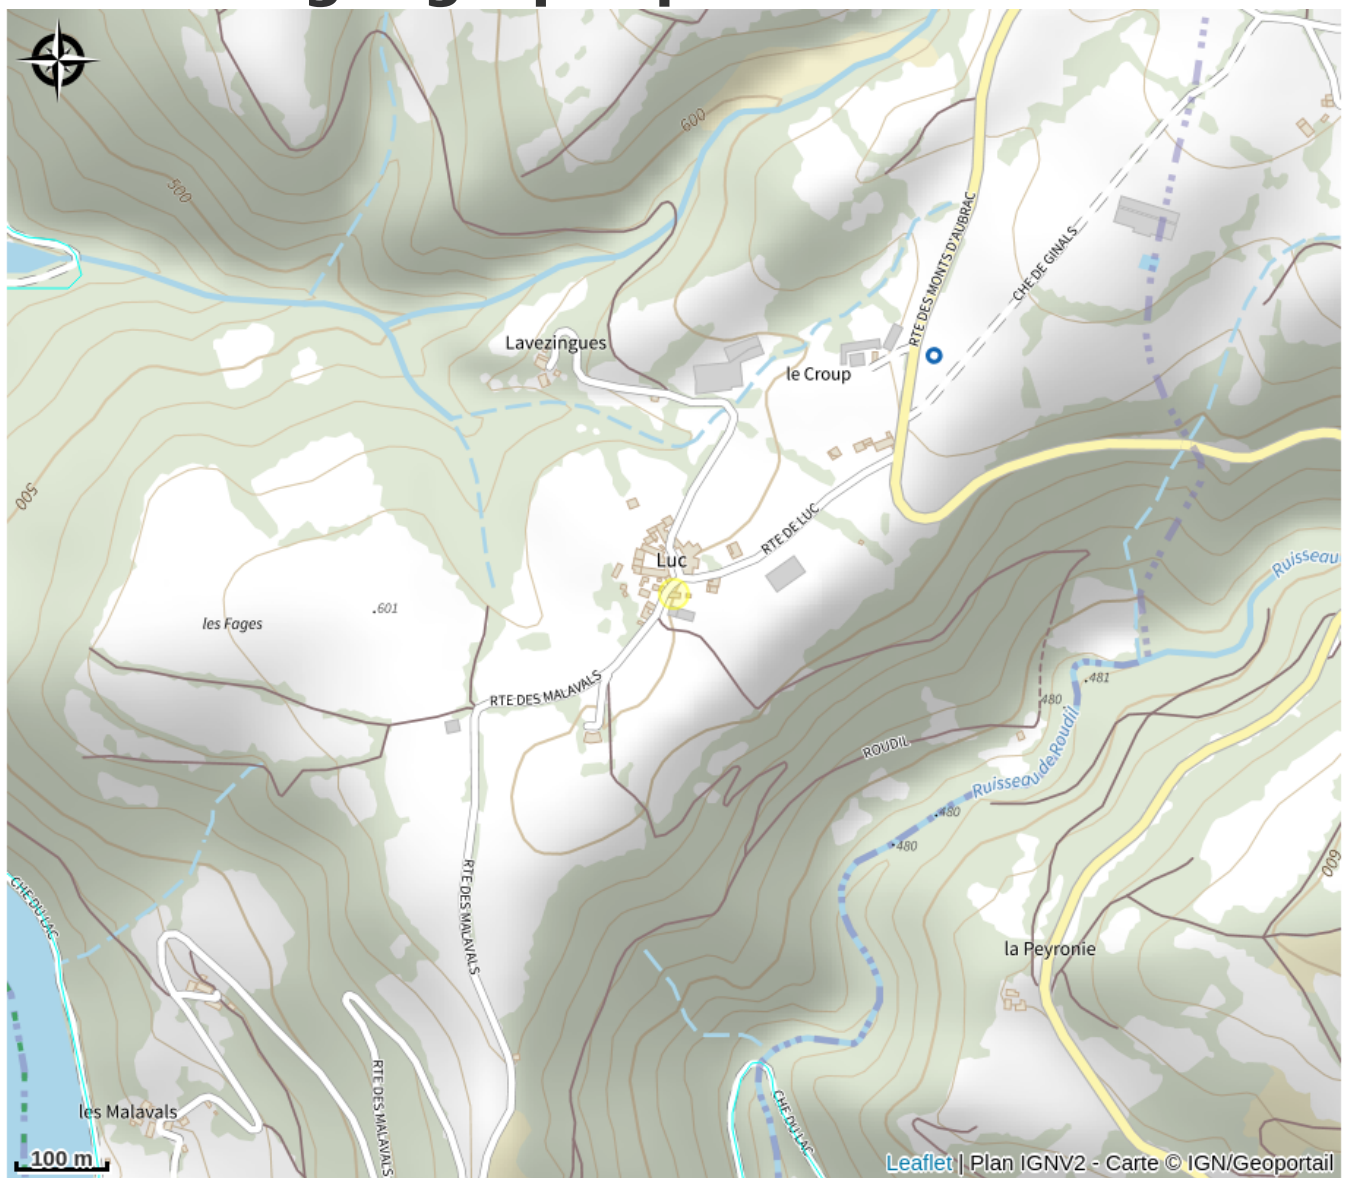 600
500
RTE DES MONTS D'AUBRAC
CHE DE GINALS
Lavezingues
le Croup
500
RTE DE LUC
Luc
Ruisseau
.601
les Fages
.481
RTE DES MALAVALS
480
ROUDIL
Ruisseau de Roudil
.480
.480
600
CHE DU LAC
RTE DES MALAVALS
la Peyronie
RTE DES MALAVALS
les Malavals
CHE DU LAC
100 m
Leaflet | Plan IGNV2 - Carte © IGN/Geoportail